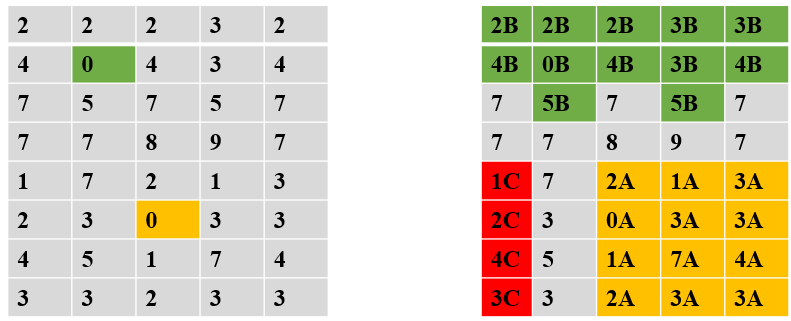 2 2 2 3 2
4 0 4 3 4
7 5 7 5 7
7 7 8 9 7
1 7 2 1 3
2 3 0 3 3
4 5 1 7 4
3 3 2 3 3
2B 2B 2B 3B 3B
4B 0B 4B 3B 4B
7 5B 7 5B 7
7 7 8 9 7
1C 7 2A 1A 3A
2C 3 0A 3A 3A
4C 5 1A 7A 4A
3C 3 2A 3A 3A